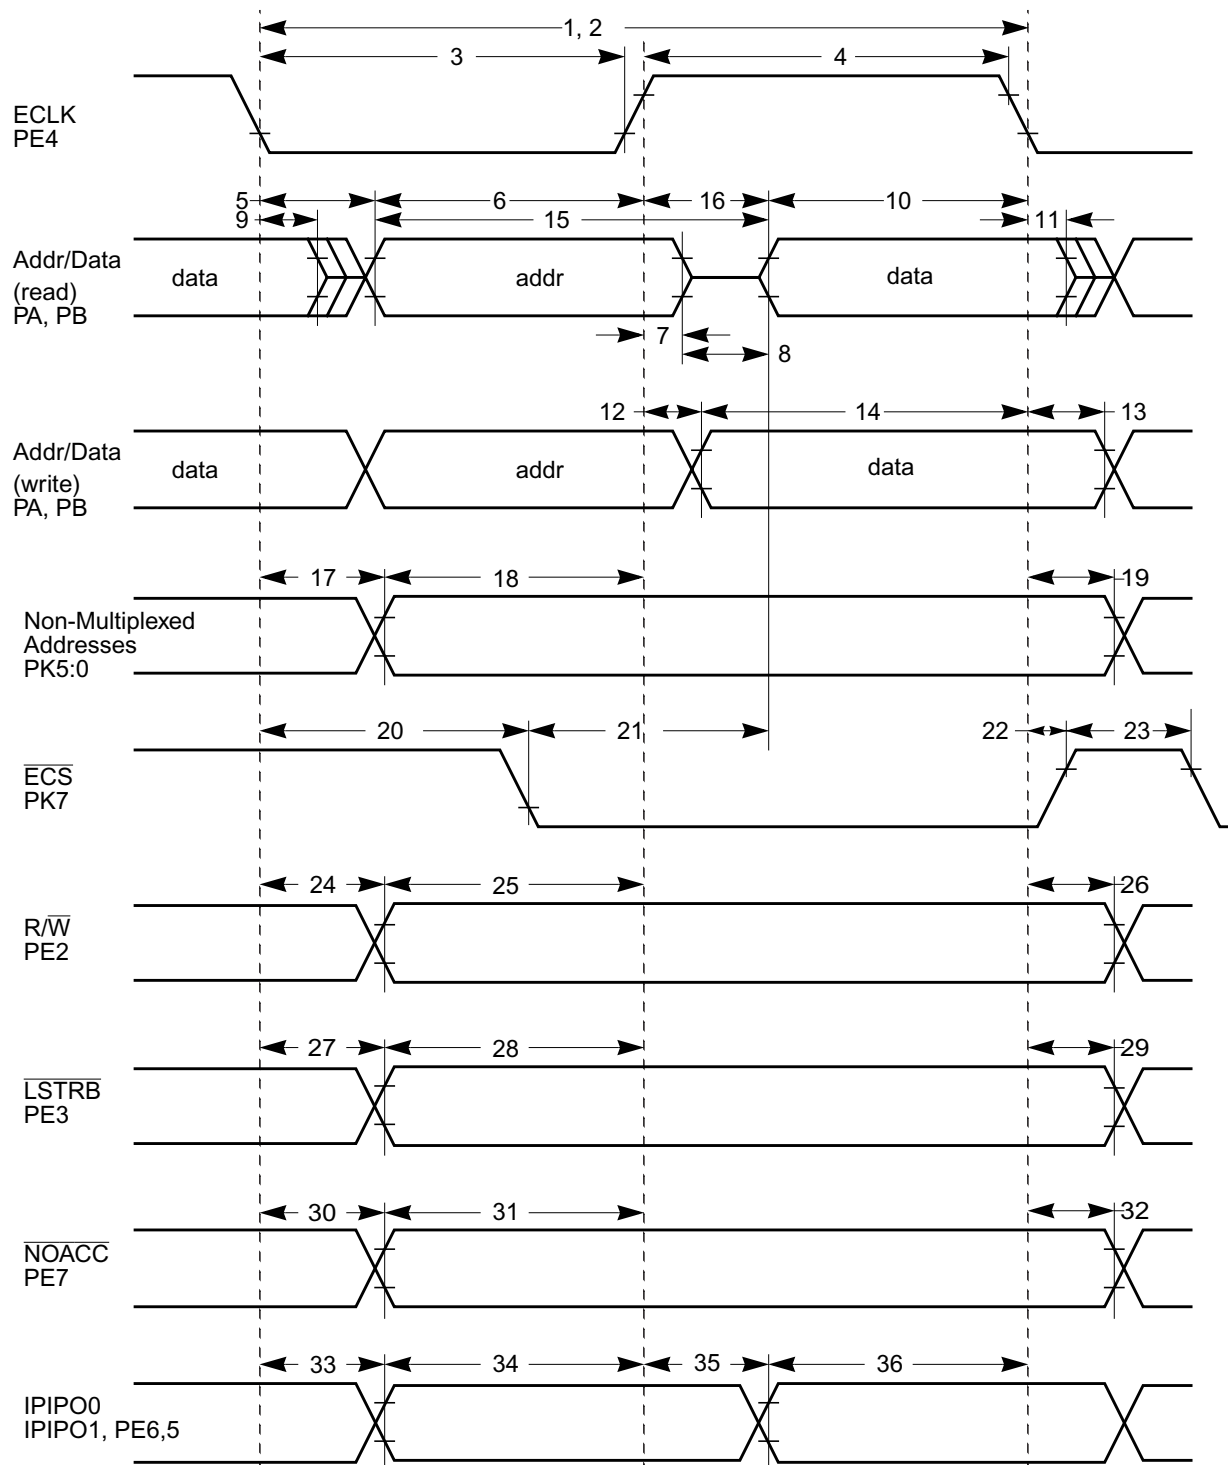 1, 2
3
4
ECLK
PE4
5
6
16
10
9
15
11
Addr/Data
(read)
PA, PB
data
addr
data
7
8
12
14
13
Addr/Data
(write)
PA, PB
data
addr
data
17
18
19
Non-Multiplexed
Addresses
PK5:0
20
21
22
23
ECS
PK7
24
25
26
R/W
PE2
27
28
29
LSTRB
PE3
30
31
32
NOACC
PE7
33
34
35
36
IPIPO0
IPIPO1, PE6,5